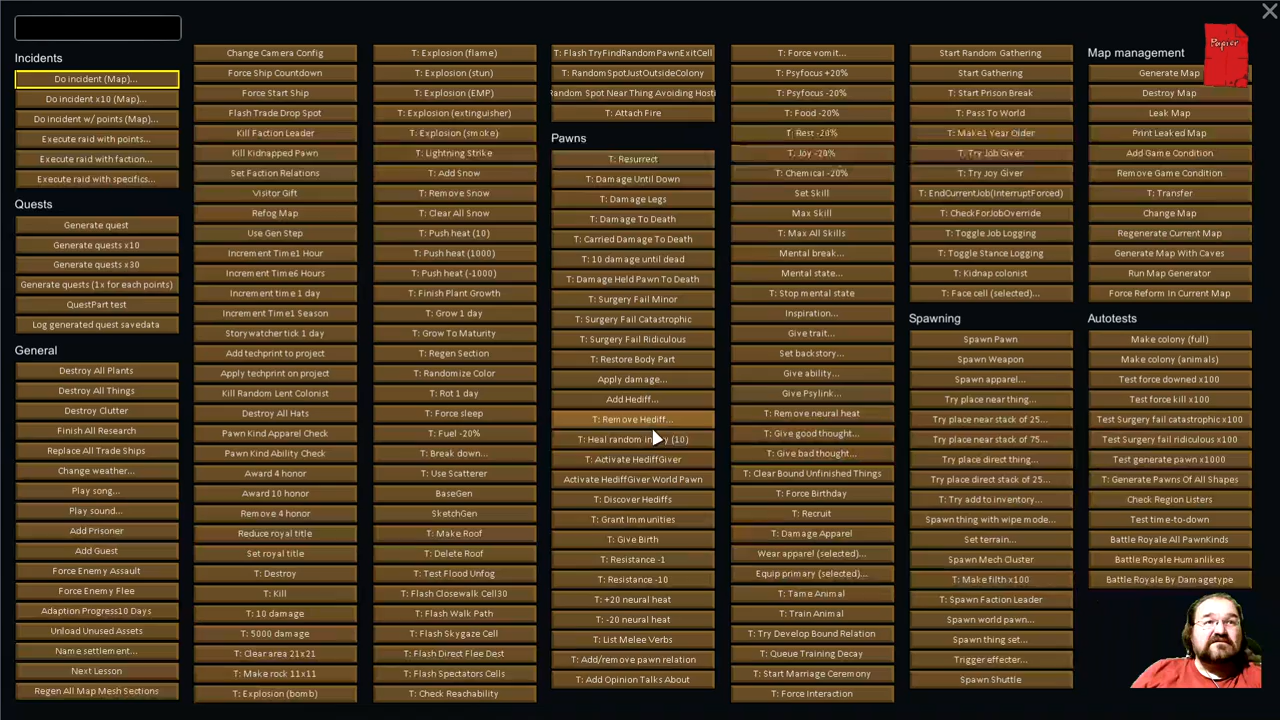 Incidents
Do incident (Map)...
Do incident x10 (Map)...
Do incident w/ points (Map)...
Execute raid with points...
Execute raid with faction...
Execute raid with specifics...
Quests
Generate quest
Generate quests x10
Generate quests x30
Generate quests (1x for each points)
QuestPart test
Log generated quest savedata
General
Destroy All Plants
Destroy All Things
Destroy Clutter
Finish All Research
Replace All Trade Ships
Change weather...
Play song...
Play sound...
Add Prisoner
Add Guest
Force Enemy Assault
Force Enemy Flee
Adaption Progress10 Days
Unload Unused Assets
Name settlement...
Next Lesson
Regen All Map Mesh Sections
Change Camera Config
Force Ship Countdown
Force Start Ship
Flash Trade Drop Spot
Kill Faction Leader
Kill Kidnapped Pawn
Set Faction Relations
Visitor Gift
Refog Map
Use Gen Step
Increment Time1 Hour
Increment Time6 Hours
Increment time 1 day
Increment Time1 Season
Storywatcher tick 1 day
Add techprint to project
Apply techprint on project
Kill Random Lent Colonist
Destroy All Hats
Pawn Kind Apparel Check
Pawn Kind Ability Check
Award 4 honor
Award 10 honor
Remove 4 honor
Reduce royal title
Set royal title
T: Destroy
T: Kill
T: 10 damage
T: 5000 damage
T: Clear area 21x21
T: Make rock 11x11
T: Explosion (bomb)
T: Explosion (flame)
T: Explosion (stun)
T: Explosion (EMP)
T: Explosion (extinguisher)
T: Explosion (smoke)
T: Lightning Strike
T: Add Snow
T: Remove Snow
T: Clear All Snow
T: Push heat (10)
T: Push heat (1000)
T: Push heat (-1000)
T: Finish Plant Growth
T: Grow 1 day
T: Grow To Maturity
T: Regen Section
T: Randomize Color
T: Rot 1 day
T: Force sleep
T: Fuel -20%
T: Break down...
T: Use Scatterer
BaseGen
SketchGen
T: Make Roof
T: Delete Roof
T: Test Flood Unfog
T: Flash Closewalk Cell30
T: Flash Walk Path
T: Flash Skygaze Cell
T: Flash Direct Flee Dest
T: Flash Spectators Cells
T: Check Reachability
T: Flash TryFindRandomPawnExitCell
T: RandomSpotJustOutsideColony
Random Spot Near Thing Avoiding Hosti
T: Attach Fire
Pawns
T: Resurrect
T: Damage Until Down
T: Damage Legs
T: Damage To Death
T: Carried Damage To Death
T: 10 damage until dead
T: Damage Held Pawn To Death
T: Surgery Fail Minor
T: Surgery Fail Catastrophic
T: Surgery Fail Ridiculous
T: Restore Body Part
Apply damage...
Add Hediff...
T: Remove Hediff...
T: Heal random in ry (10)
T: Activate HediffGiver
Activate HediffGiver World Pawn
T: Discover Hediffs
T: Grant Immunities
T: Give Birth
T: Resistance -1
T: Resistance -10
T: +20 neural heat
T: -20 neural heat
T: List Melee Verbs
T: Add/remove pawn relation
T: Add Opinion Talks About
T: Force vomit...
T: Psyfocus +20%
T: Psyfocus -20%
T: Food -20%
T: Rest -20%
T: Joy -20%
T: Chemical -20%
Set Skill
Max Skill
T: Max All Skills
Mental break...
Mental state...
T: Stop mental state
Inspiration...
Give trait...
Set backstory...
Give ability...
Give Psylink...
T: Remove neural heat
T: Give good thought...
T: Give bad thought...
T: Clear Bound Unfinished Things
T: Force Birthday
T: Recruit
T: Damage Apparel
Wear apparel (selected)...
Equip primary (selected)...
T: Tame Animal
T: Train Animal
T: Try Develop Bound Relation
T: Queue Training Decay
T: Start Marriage Ceremony
T: Force Interaction
Start Random Gathering
Start Gathering
T: Start Prison Break
T: Pass To World
T: Make1 Year Older
T: Try Job Giver
T: Try Joy Giver
T: EndCurrentJob(InterruptForced)
T: CheckForJobOverride
T: Toggle Job Logging
T: Toggle Stance Logging
T: Kidnap colonist
T: Face cell (selected)...
Spawning
Spawn Pawn
Spawn Weapon
Spawn apparel...
Try place near thing...
Try place near stack of 25...
Try place near stack of 75...
Try place direct thing...
Try place direct stack of 25...
T: Try add to inventory...
Spawn thing with wipe mode...
Set terrain...
Spawn Mech Cluster
T: Make filth x100
T: Spawn Faction Leader
Spawn world pawn...
Spawn thing set...
Trigger effecter...
Spawn Shuttle
Map management
Papier
Generate Map
Destroy Map
Leak Map
Print Leaked Map
Add Game Condition
Remove Game Condition
T: Transfer
Change Map
Regenerate Current Map
Generate Map With Caves
Run Map Generator
Force Reform In Current Map
Autotests
Make colony (full)
Make colony (animals)
Test force downed x100
Test force kill x100
Test Surgery fail catastrophic x100
Test Surgery fail ridiculous x100
Test generate pawn x1000
T: Generate Pawns Of All Shapes
Check Region Listers
Test time-to-down
Battle Royale All PawnKinds
Battle Royale Humanlikes
Battle Royale By Damagetype